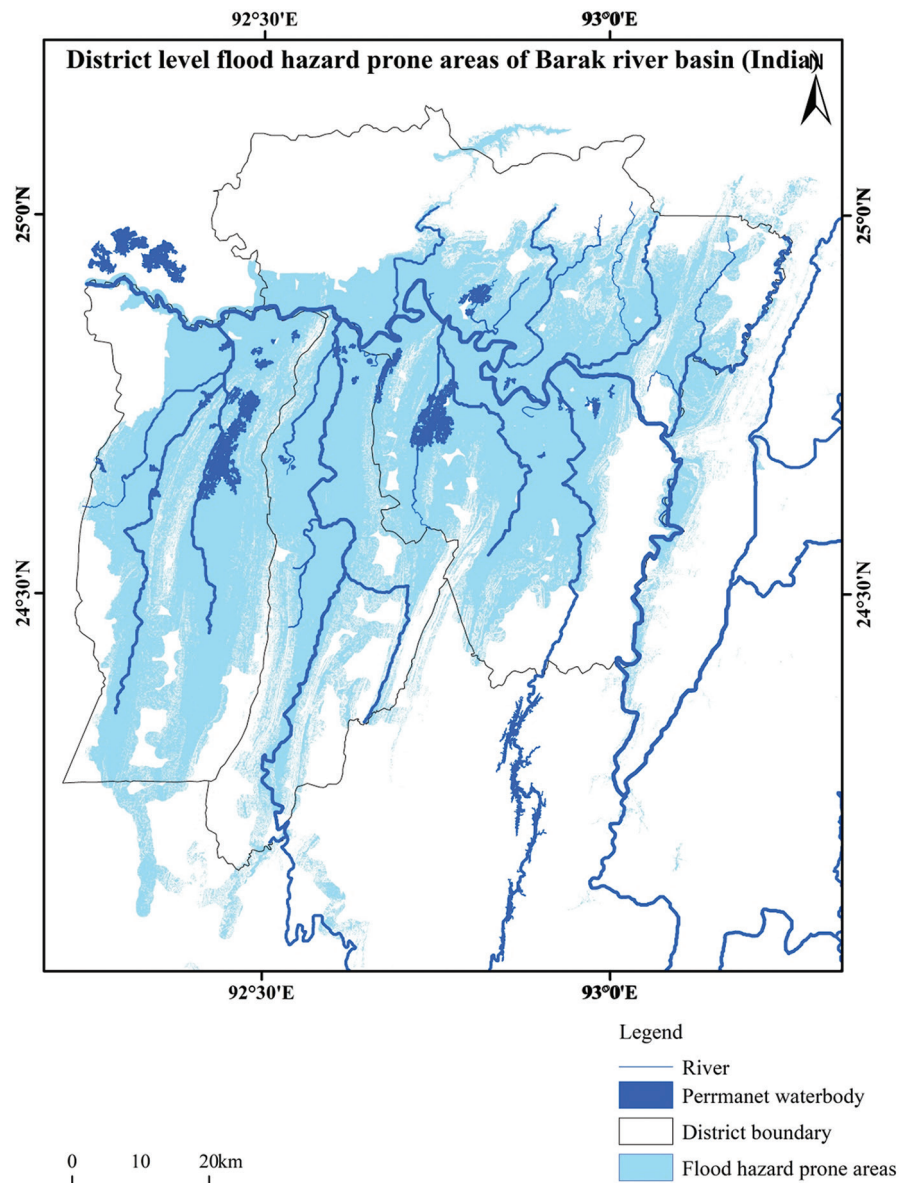 92°30'E 93°0'E
District level flood hazard prone areas of Barak river basin (India)
N
25°0'N 25°0'N
24°30'N 24°30'N
92°30'E 93°0'E
Legend
River
Perrmanet waterbody
District boundary
Flood hazard prone areas
0 10 20km